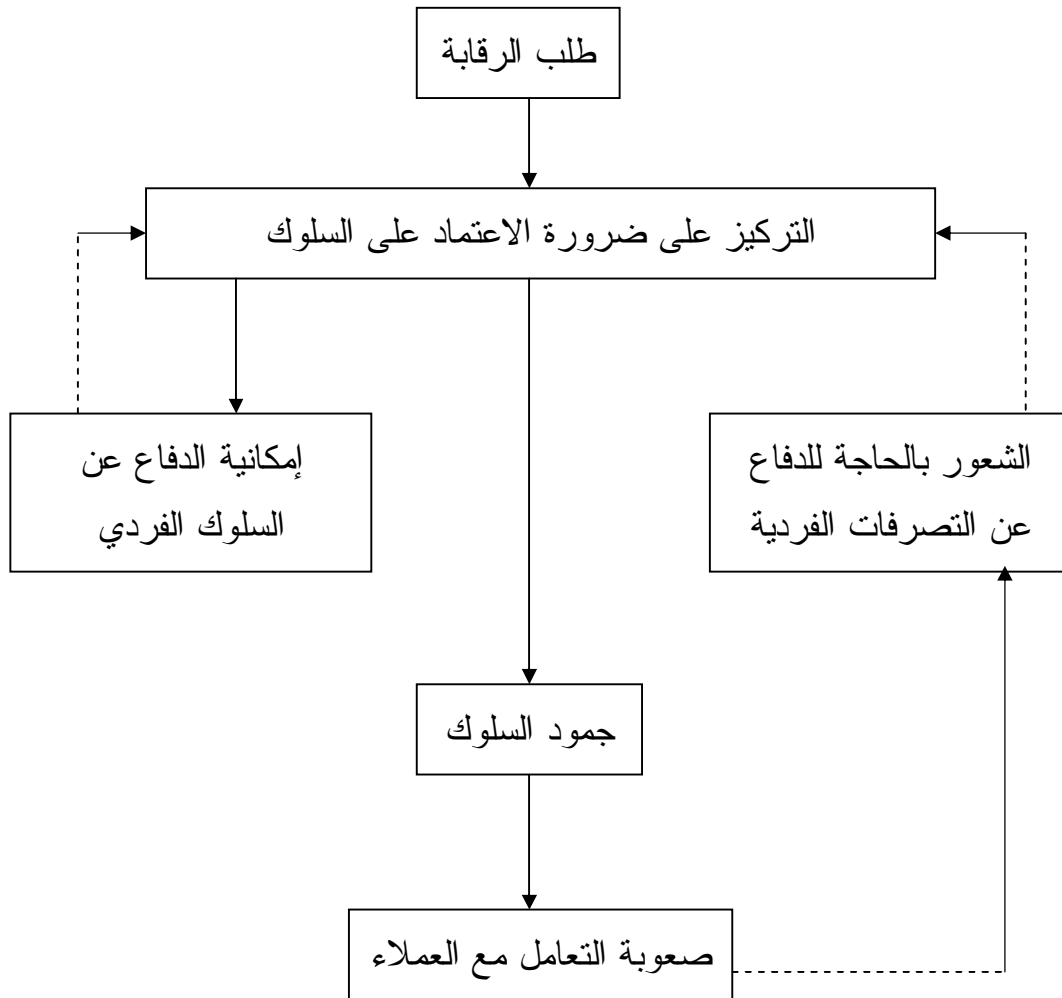 طلب الرقابة
التركيز على ضرورة الاعتماد على السلوك
الشعور بالحاجة للدفاع
عن التصرفات الفردية
إمكانية الدفاع عن
السلوك الفردي
جمود السلوك
صعوبة التعامل مع العملاء